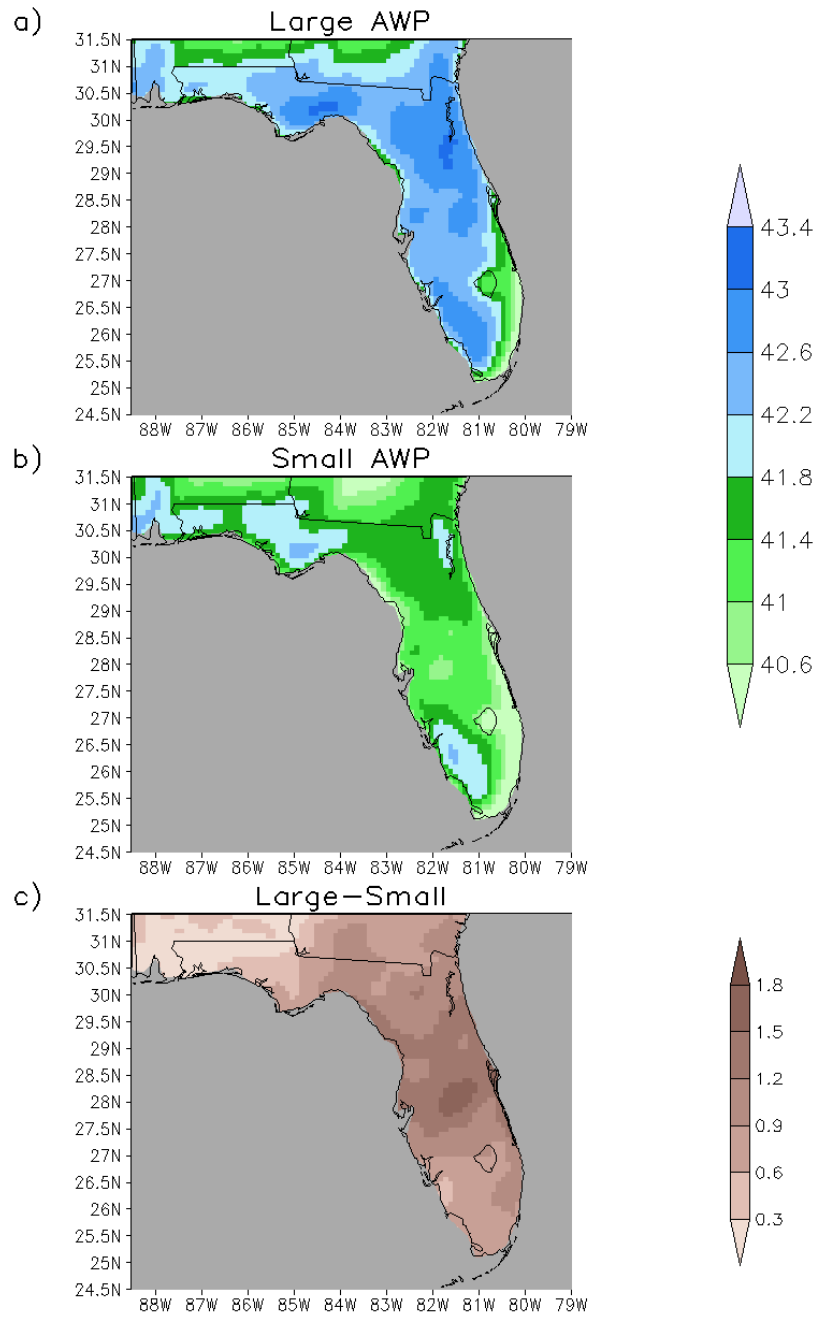 a) Large AWP
31.5N
31N
30.5N
30N
29.5N
29N
28.5N
28N
27.5N
27N
26.5N
26N
25.5N
25N
24.5N
88W 87W 86W 85W 84W 83W 82W 81W 80W 79W
43.4
43
42.6
42.2
41.8
41.4
41
40.6
b) Small AWP
31.5N
31N
30.5N
30N
29.5N
29N
28.5N
28N
27.5N
27N
26.5N
26N
25.5N
25N
24.5N
88W 87W 86W 85W 84W 83W 82W 81W 80W 79W
c) Large−Small
31.5N
31N
30.5N
30N
29.5N
29N
28.5N
28N
27.5N
27N
26.5N
26N
25.5N
25N
24.5N
88W 87W 86W 85W 84W 83W 82W 81W 80W 79W
1.8
1.5
1.2
0.9
0.6
0.3